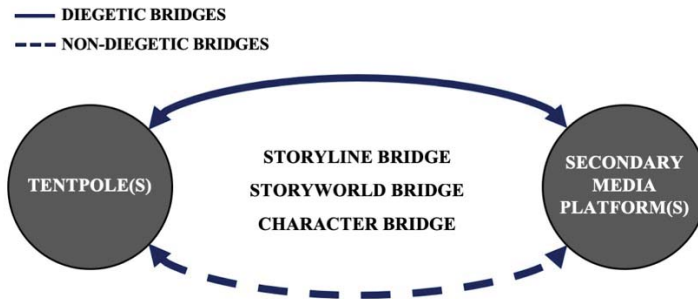 DIEGETIC BRIDGES
NON-DIEGETIC BRIDGES
TENTPOLE(S)
STORYLINE BRIDGE
STORYWORLD BRIDGE
CHARACTER BRIDGE
SECONDARY
MEDIA
PLATFORM(S)